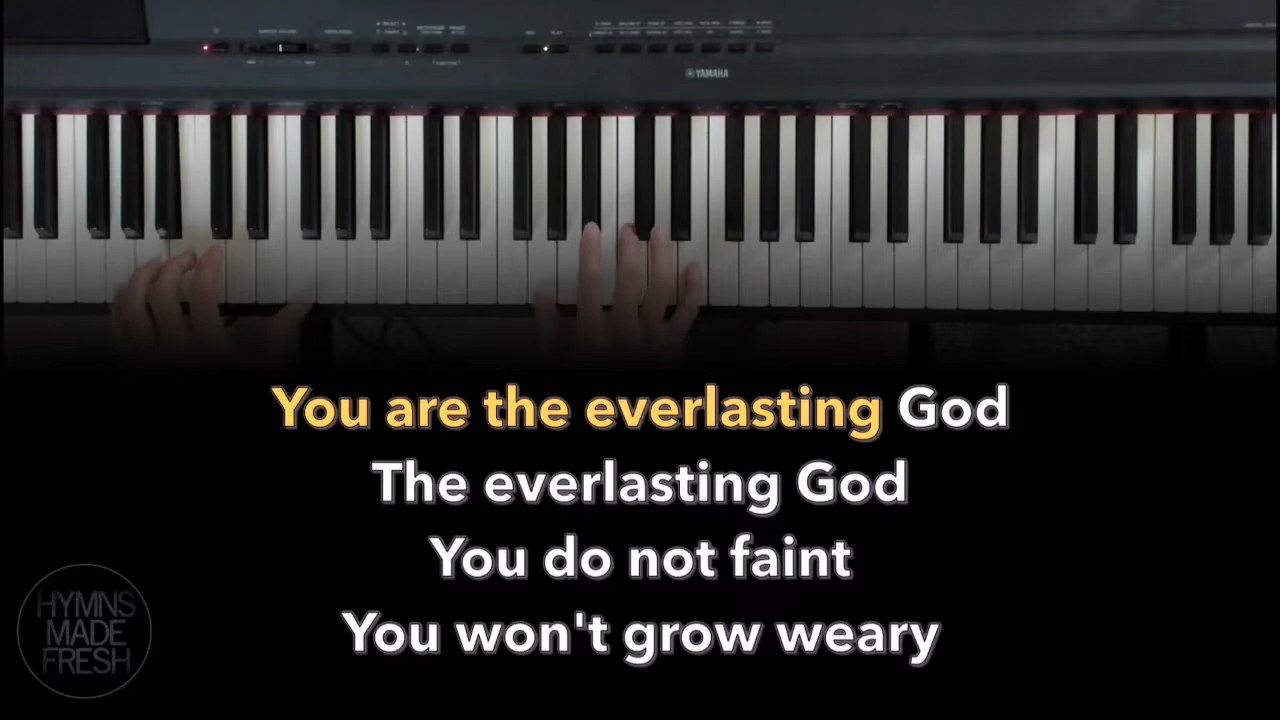 YAMAHA
You are the everlasting God
The everlasting God
You do not faint
You won't grow weary
HYMNS
MADE
FRESH